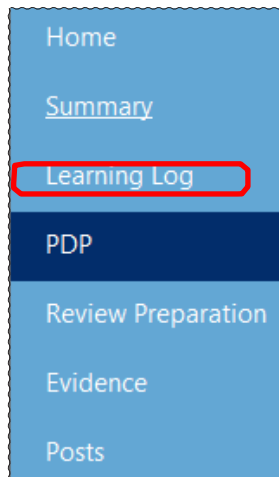 Home
Summary
Learning Log
PDP
Review Preparation
Evidence
Posts